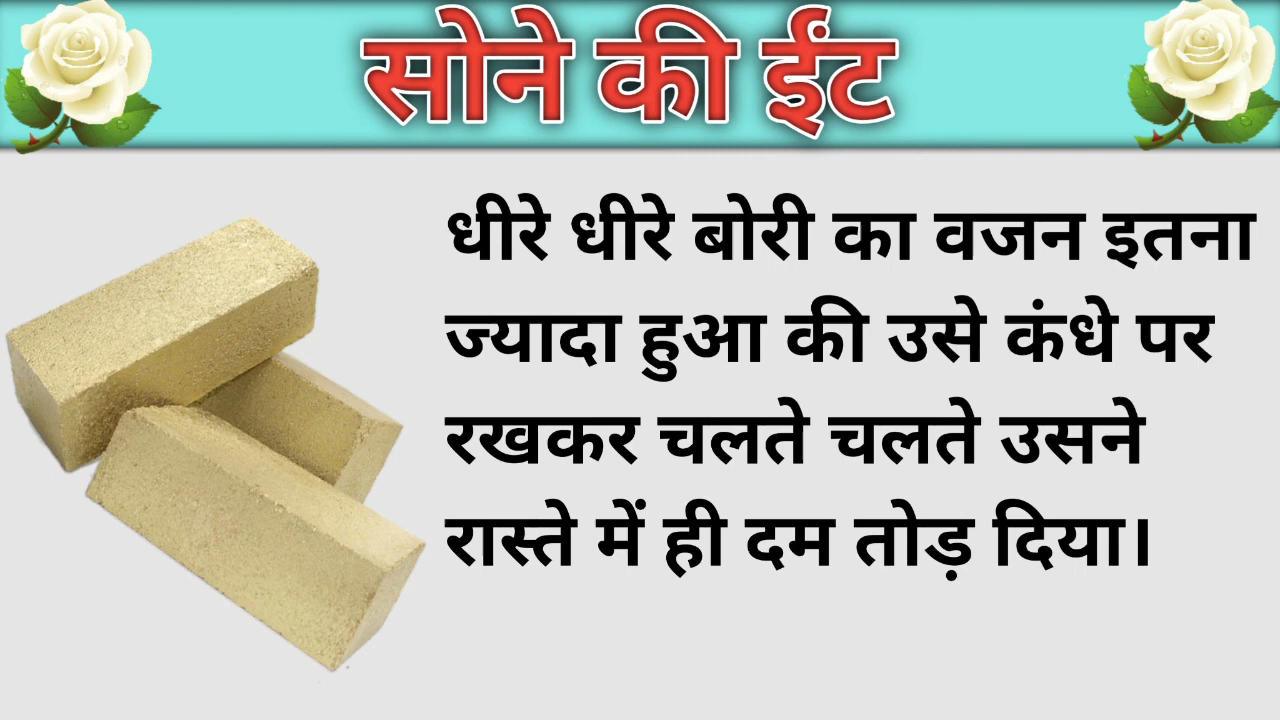 सोने की ईंट
धीरे धीरे बोरी का वजन इतना
ज्यादा हुआ की उसे कंधे पर
रखकर चलते चलते उसने
रास्ते में ही दम तोड़ दिया।